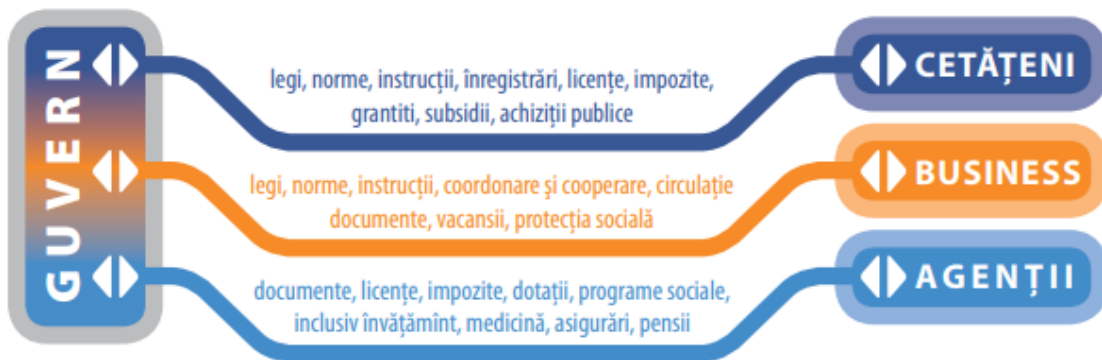 GUVERN
legi, norme, instrucții, înregistrări, licențe, impozite,
grantiti, subsidii, achiziții publice
CETĂȚENI
legi, norme, instrucții, coordonare și cooperare, circulație
documente, vacansii, protecția socială
BUSINESS
documente, licențe, impozite, dotații, programe sociale,
inclusiv învățămînt, medicină, asigurări, pensii
AGENȚII